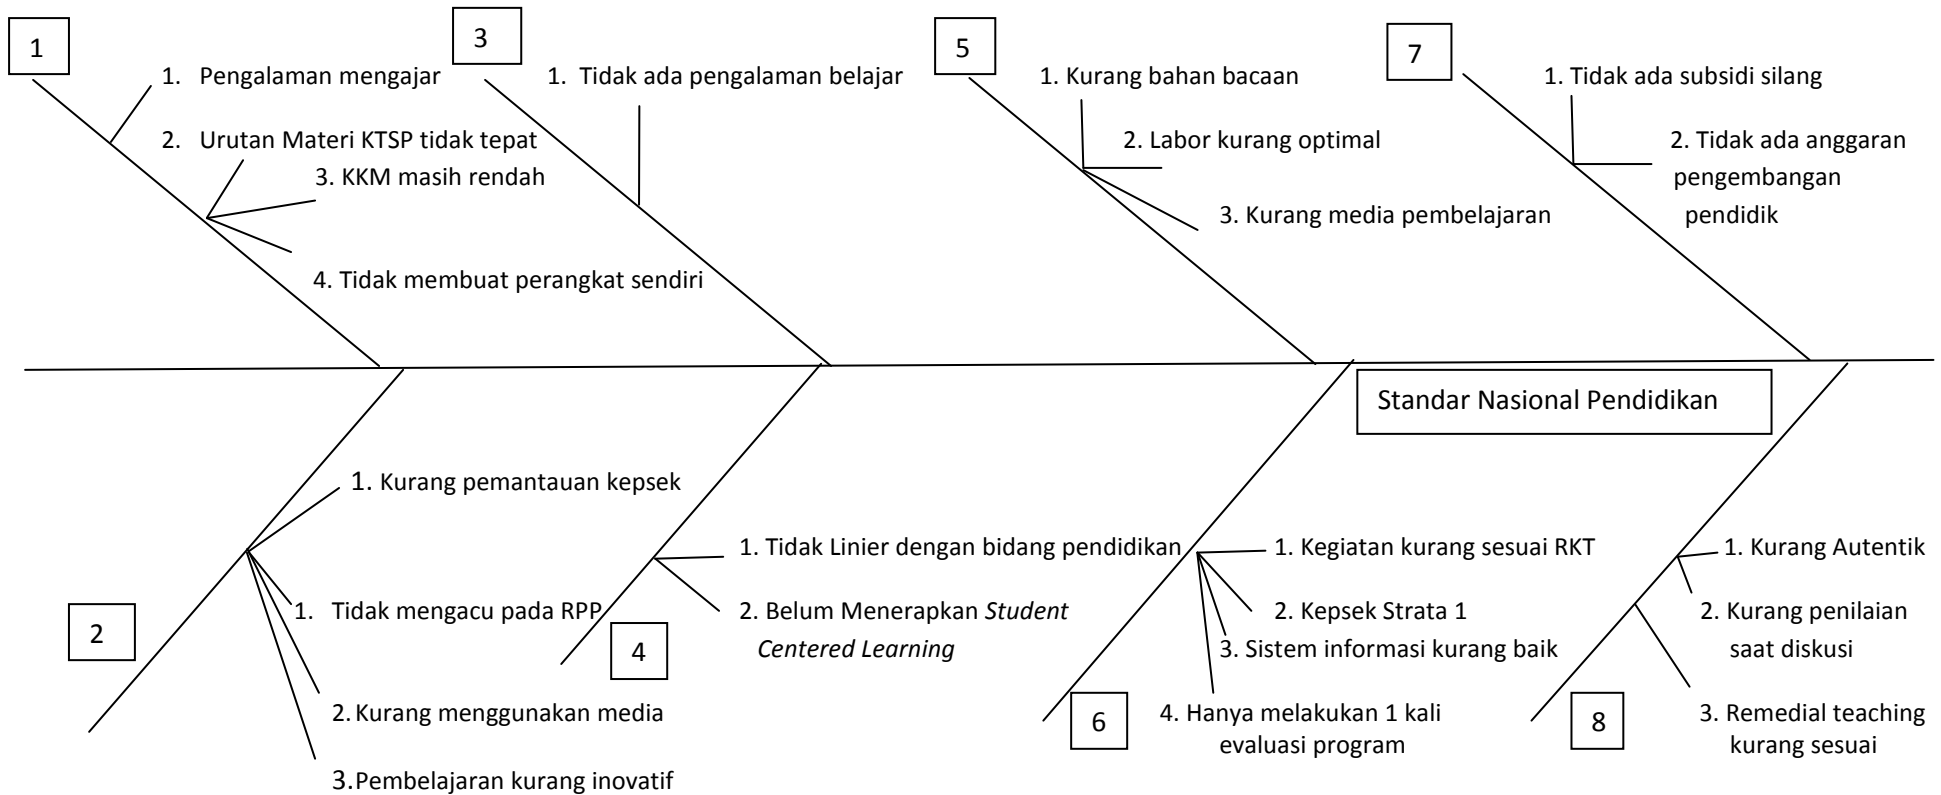 1
1. Pengalaman mengajar
2. Urutan Materi KTSP tidak tepat
3. KKM masih rendah
4. Tidak membuat perangkat sendiri
3
1. Tidak ada pengalaman belajar
5
1. Kurang bahan bacaan
2. Labor kurang optimal
3. Kurang media pembelajaran
7
1. Tidak ada subsidi silang
2. Tidak ada anggaran
pengembangan
pendidik
Standar Nasional Pendidikan
2
1. Kurang pemantauan kepsek
1. Tidak mengacu pada RPP
2. Kurang menggunakan media
3. Pembelajaran kurang inovatif
4
1. Tidak Linier dengan bidang pendidikan
2. Belum Menerapkan Student
Centered Learning
6
1. Kegiatan kurang sesuai RKT
2. Kepsek Strata 1
3. Sistem informasi kurang baik
4. Hanya melakukan 1 kali
evaluasi program
8
1. Kurang Autentik
2. Kurang penilaian
saat diskusi
3. Remedial teaching
kurang sesuai